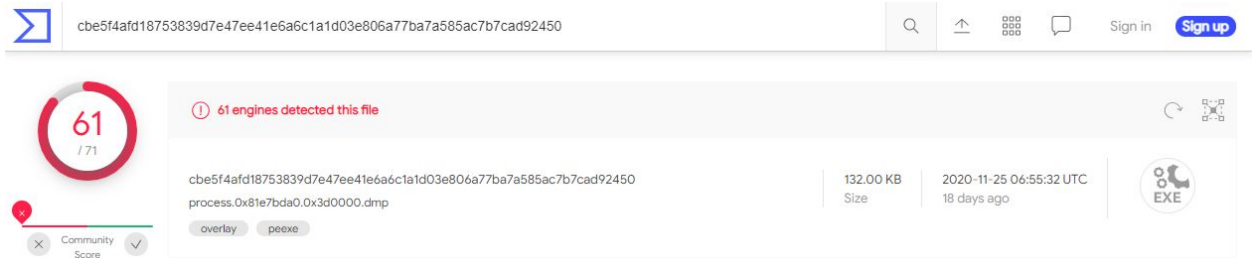 cbe5f4afd18753839d7e47ee41e6a6c1a1d03e806a77ba7a585ac7b7cad92450
Sign in
Sign up
61
/ 71
61 engines detected this file
cbe5f4afd18753839d7e47ee41e6a6c1a1d03e806a77ba7a585ac7b7cad92450
process.0x81e7bda0.0x3d0000.dmp
overlay peexe
132.00 KB
Size
2020-11-25 06:55:32 UTC
18 days ago
EXE
Community
Score